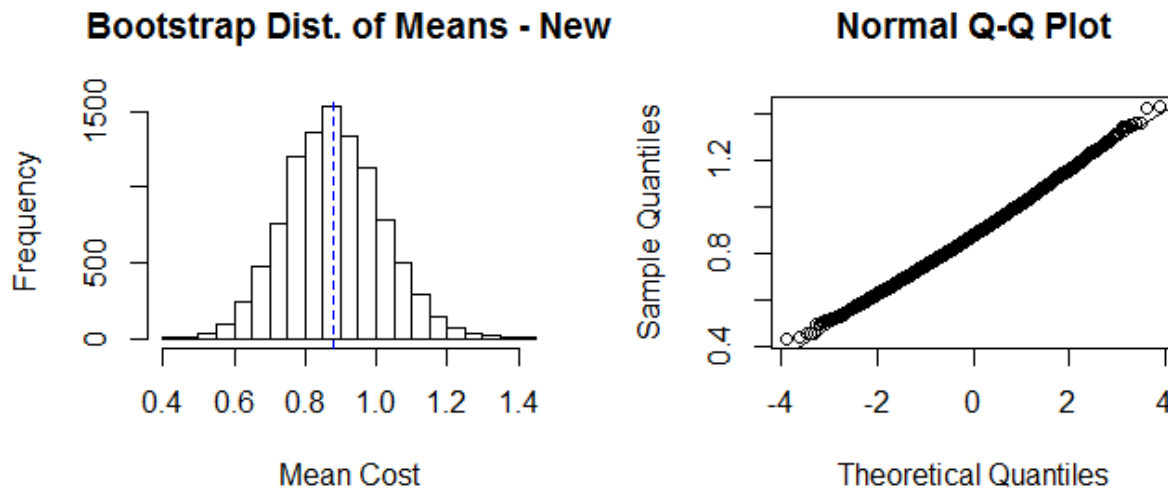 Bootstrap Dist. of Means - New
Frequency
0
500
1500
0.4 0.6 0.8 1.0 1.2 1.4
Mean Cost
Normal Q-Q Plot
Sample Quantiles
0.4
0.8
1.2
-4 -2 0 2 4
Theoretical Quantiles